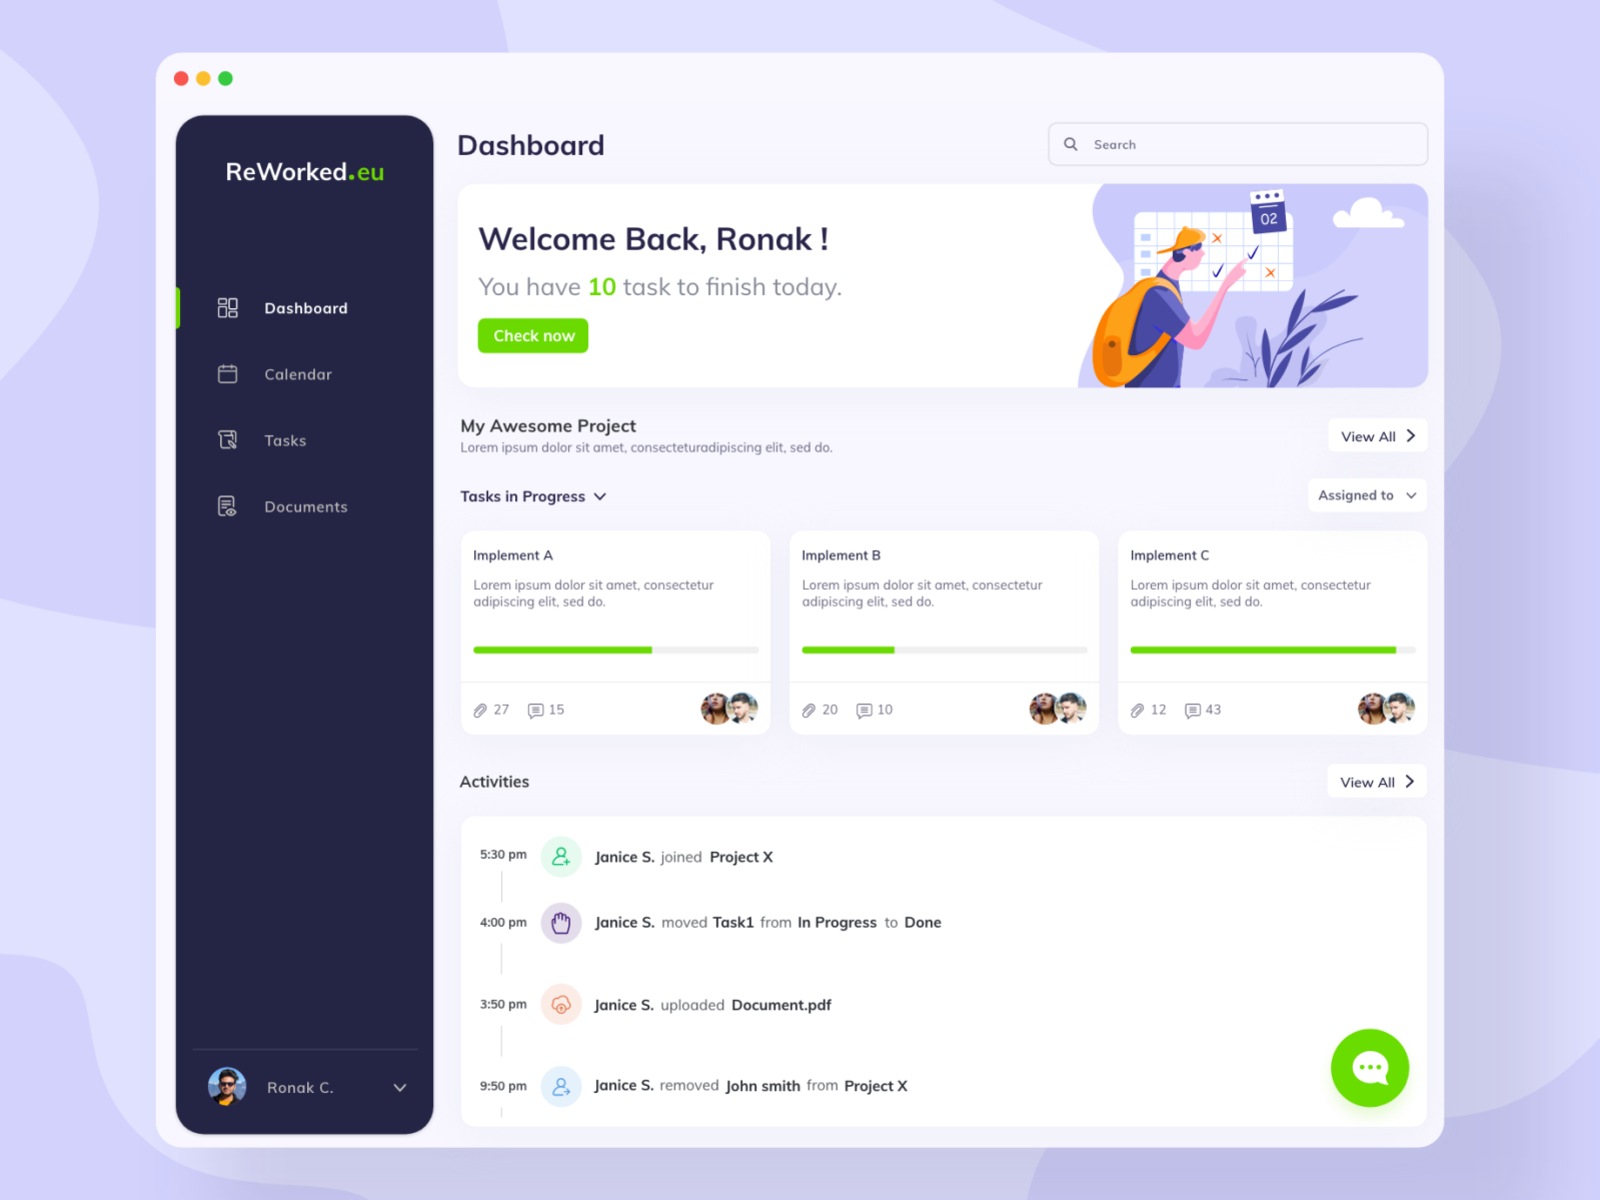 ReWorked.eu
Dashboard
Calendar
Tasks
Documents
Ronak C.
Dashboard
Search
Welcome Back, Ronak !
You have 10 task to finish today.
Check now
02
My Awesome Project
Lorem ipsum dolor sit amet, consecteturadipiscing elit, sed do.
View All
Tasks in Progress
Assigned to
Implement A
Lorem ipsum dolor sit amet, consectetur
adipiscing elit, sed do.
27 15
Implement B
Lorem ipsum dolor sit amet, consectetur
adipiscing elit, sed do.
20 10
Implement C
Lorem ipsum dolor sit amet, consectetur
adipiscing elit, sed do.
12 43
Activities
View All
5:30 pm Janice S. joined Project X
4:00 pm Janice S. moved Task1 from In Progress to Done
3:50 pm Janice S. uploaded Document.pdf
9:50 pm Janice S. removed John smith from Project X